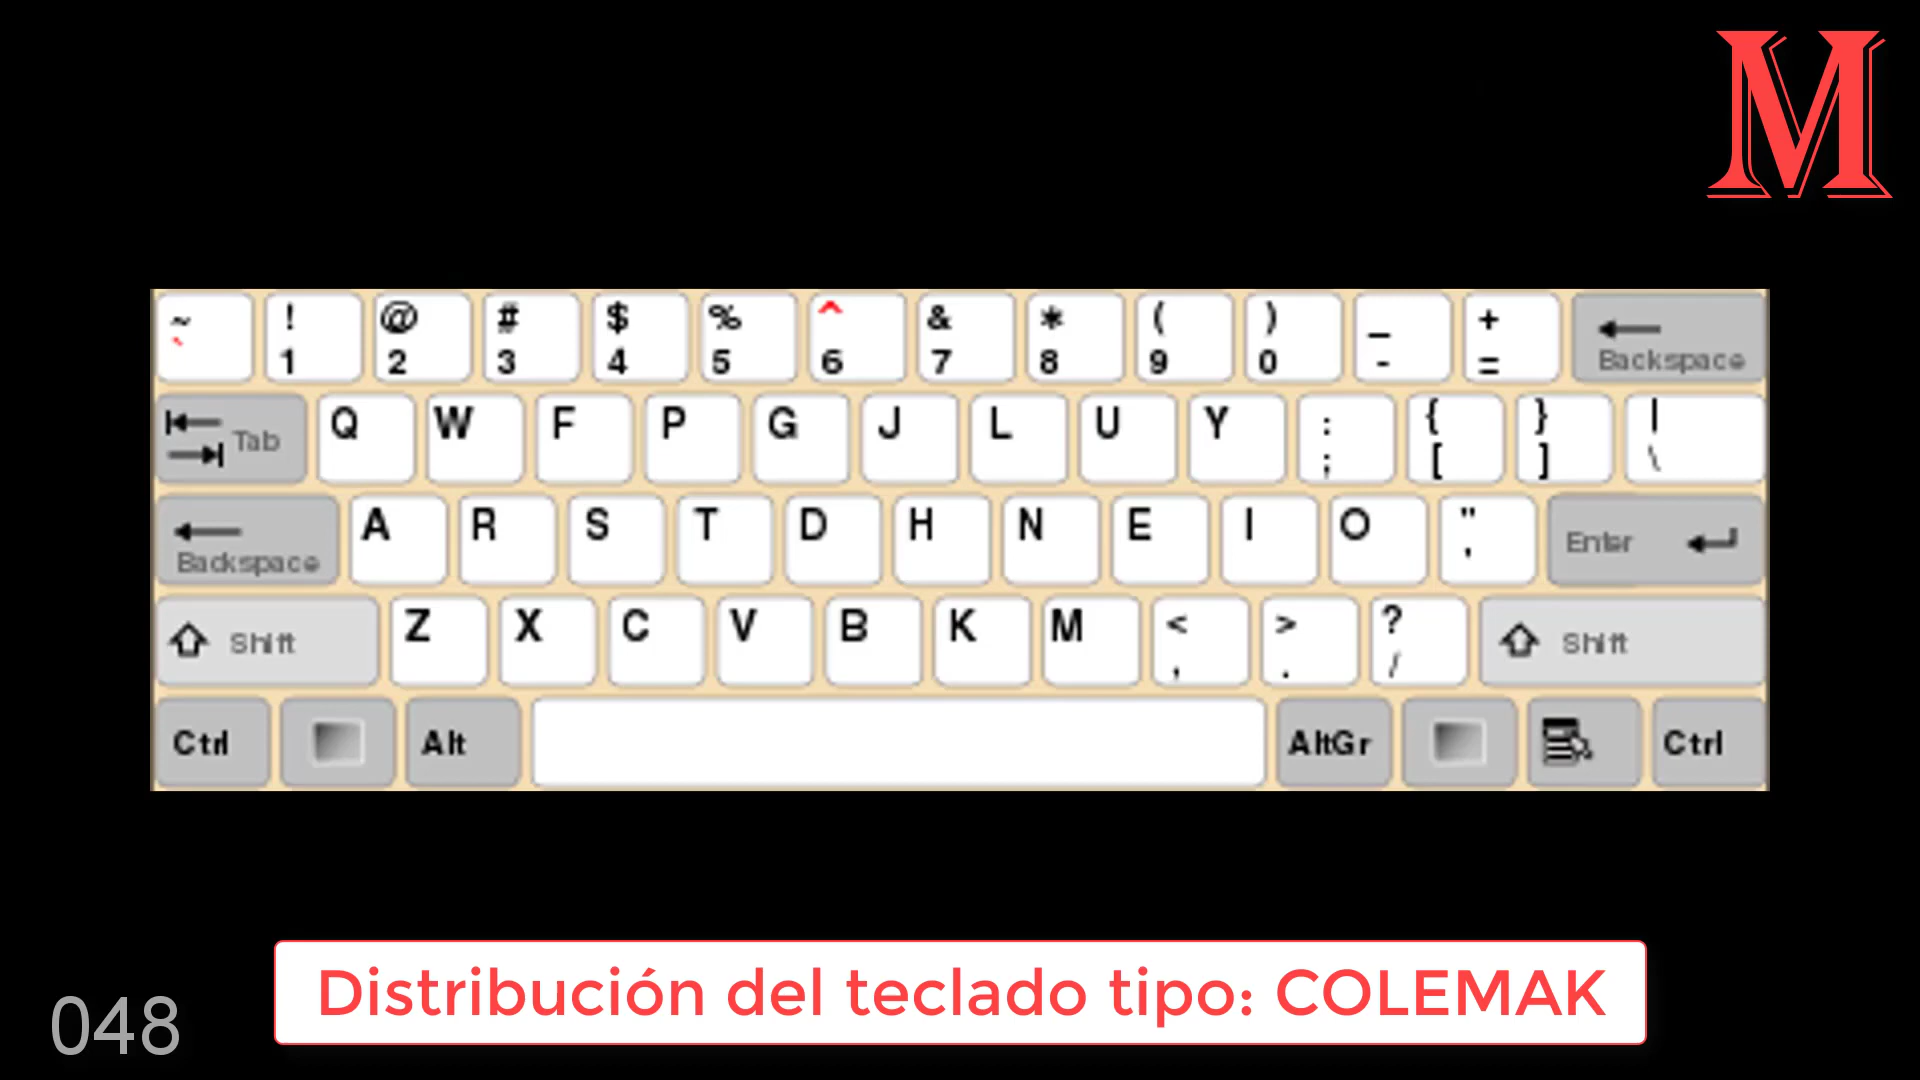 M
~ ! @ # $ % ^ & * ( ) _ +
` 1 2 3 4 5 6 7 8 9 0 - = Backspace
Tab Q W F P G J L U Y : ; { [ } ] | \
Backspace A R S T D H N E I O " ' Enter
Shift Z X C V B K M < , > . ? / Shift
Ctrl Alt AltGr Ctrl
Distribución del teclado tipo: COLEMAK
048